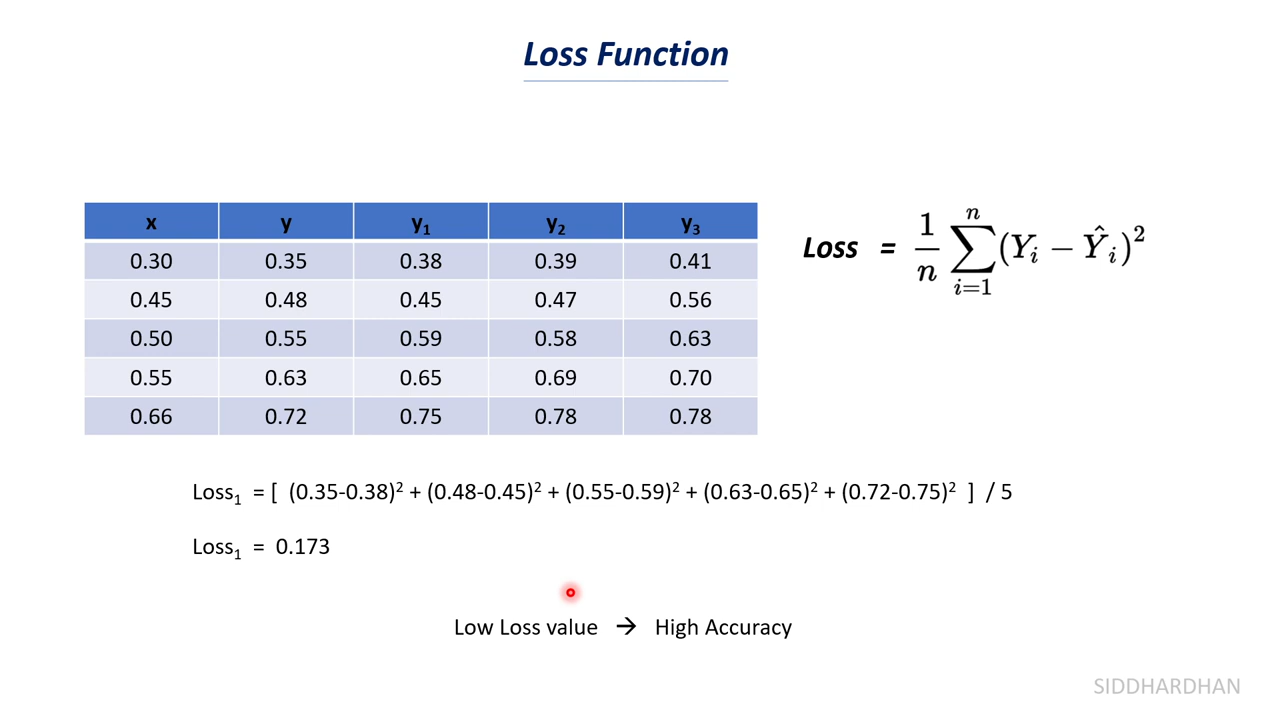 Loss Function
x y y₁ y₂ y₃
0.30 0.35 0.38 0.39 0.41
0.45 0.48 0.45 0.47 0.56
0.50 0.55 0.59 0.58 0.63
0.55 0.63 0.65 0.69 0.70
0.66 0.72 0.75 0.78 0.78
Loss = 1/n ∑ⁿᵢ₌₁ (Yᵢ − Ŷᵢ)²
Loss₁ = [ (0.35-0.38)² + (0.48-0.45)² + (0.55-0.59)² + (0.63-0.65)² + (0.72-0.75)² ] / 5
Loss₁ = 0.173
Low Loss value → High Accuracy
SIDDHARDHAN